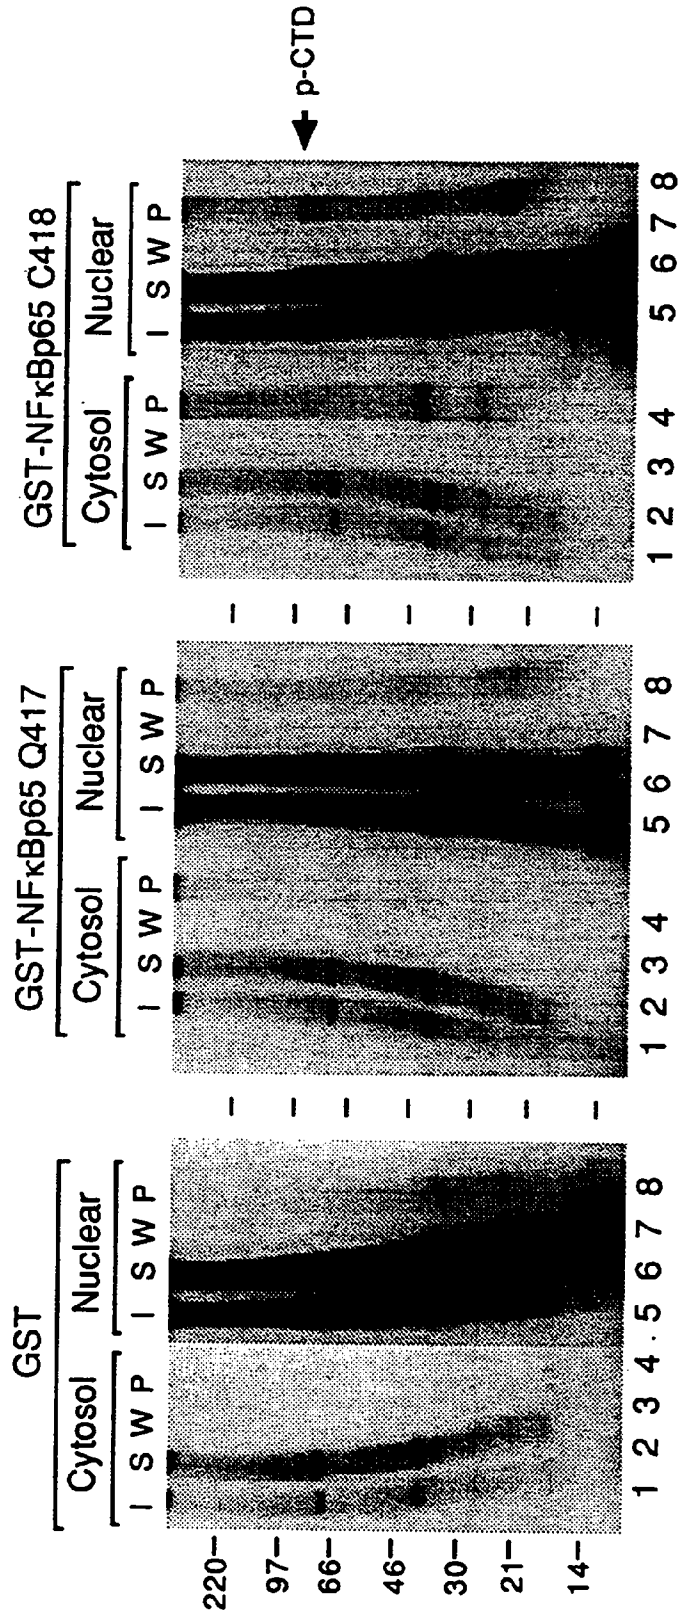 GST
GST-NFκBp65 Q417
GST-NFκBp65 C418
Cytosol Nuclear
Cytosol Nuclear
Cytosol Nuclear
I S W P I S W P
I S W P I S W P
I S W P I S W P
220–
97–
66–
46–
30–
21–
14–
p-CTD
1 2 3 4 . 5 6 7 8
1 2 3 4 5 6 7 8
1 2 3 4 5 6 7 8